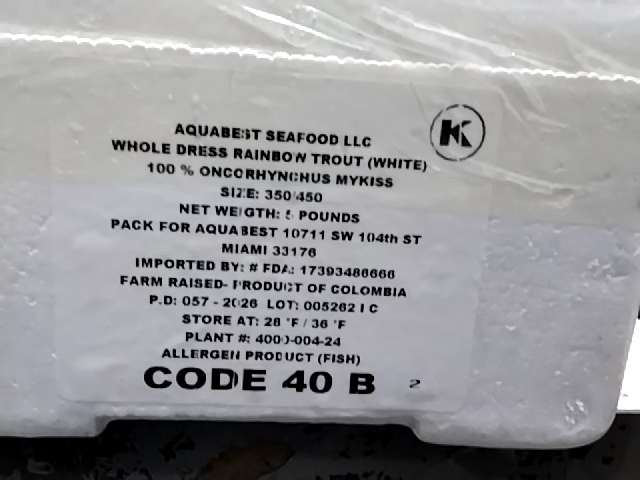 K
AQUABEST SEAFOOD LLC
WHOLE DRESS RAINBOW TROUT (WHITE)
100 % ONCORHYNCHUS MYKISS
SIZE: 350/450
NET WEIGTH: 5 POUNDS
PACK FOR AQUABEST 10711 SW 104th ST
MIAMI 33176
IMPORTED BY: # FDA: 17393486666
FARM RAISED- PRODUCT OF COLOMBIA
P.D: 057 - 2026 LOT: 005262 I C
STORE AT: 28 °F / 36 °F
PLANT #: 4000-004-24
ALLERGEN PRODUCT (FISH)
CODE 40 B 2